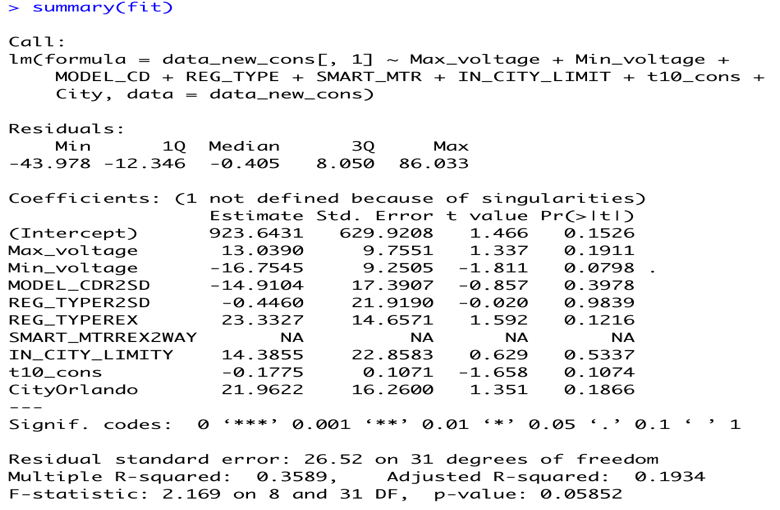 > summary(fit)
Call:
lm(formula = data_new_cons[, 1] ~ Max_voltage + Min_voltage +
    MODEL_CD + REG_TYPE + SMART_MTR + IN_CITY_LIMIT + t10_cons +
    City, data = data_new_cons)
Residuals:
    Min      1Q  Median      3Q     Max
-43.978 -12.346  -0.405   8.050  86.033
Coefficients: (1 not defined because of singularities)
                 Estimate Std. Error t value Pr(>|t|)
(Intercept)      923.6431   629.9208   1.466   0.1526
Max_voltage       13.0390     9.7551   1.337   0.1911
Min_voltage      -16.7545     9.2505  -1.811   0.0798 .
MODEL_CDR2SD     -14.9104    17.3907  -0.857   0.3978
REG_TYPER2SD      -0.4460    21.9190  -0.020   0.9839
REG_TYPEREX       23.3327    14.6571   1.592   0.1216
SMART_MTRREX2WAY       NA         NA      NA       NA
IN_CITY_LIMITY    14.3855    22.8583   0.629   0.5337
t10_cons          -0.1775     0.1071  -1.658   0.1074
CityOrlando       21.9622    16.2600   1.351   0.1866
---
Signif. codes:  0 ‘***’ 0.001 ‘**’ 0.01 ‘*’ 0.05 ‘.’ 0.1 ‘ ’ 1
Residual standard error: 26.52 on 31 degrees of freedom
Multiple R-squared:  0.3589,    Adjusted R-squared:  0.1934
F-statistic: 2.169 on 8 and 31 DF,  p-value: 0.05852